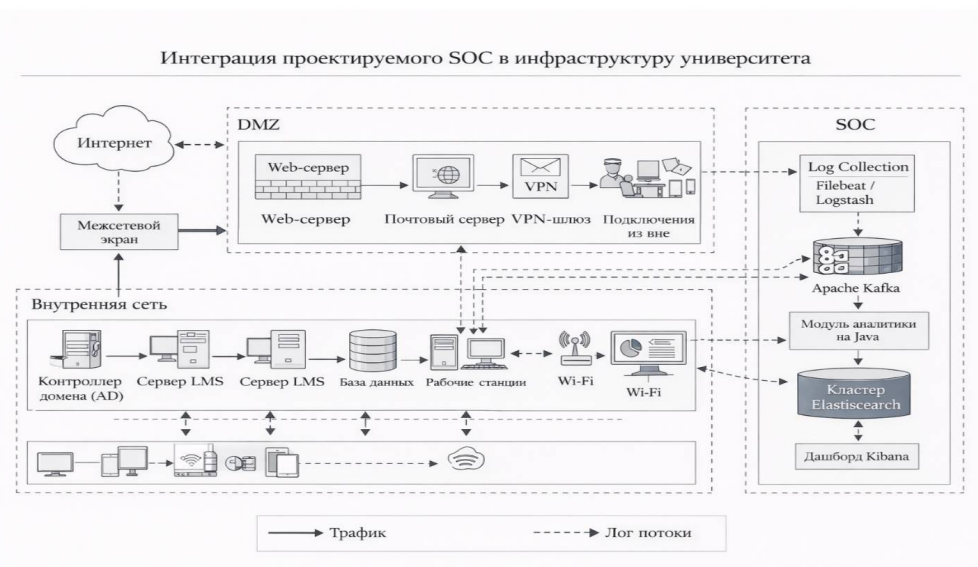 Интеграция проектируемого SOC в инфраструктуру университета
Интернет
Межсетевой
экран
DMZ
Web-сервер
Web-сервер
Почтовый сервер
VPN
VPN-шлюз
Подключения
из вне
SOC
Log Collection
Filebeat /
Logstash
Apache Kafka
Модуль аналитики
на Java
Кластер
Elastiscearch
Дашборд Kibana
Внутренняя сеть
Контроллер
домена (AD)
Сервер LMS
Сервер LMS
База данных
Рабочие станции
Wi-Fi
Wi-Fi
Трафик
Лог потоки